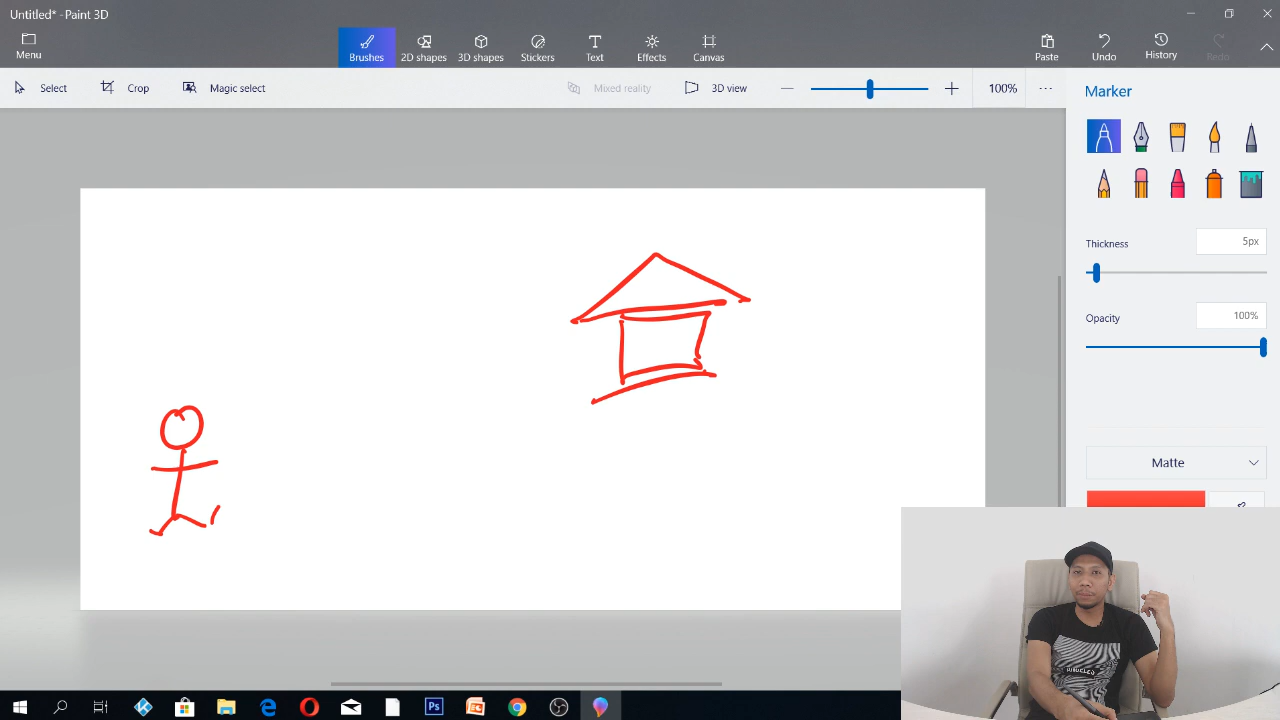 Untitled* - Paint 3D
Menu
Brushes
2D shapes
3D shapes
Stickers
Text
Effects
Canvas
Paste
Undo
History
Redo
Select
Crop
Magic select
Mixed reality
3D view
100%
Marker
Thickness
5px
Opacity
100%
Matte
Ps